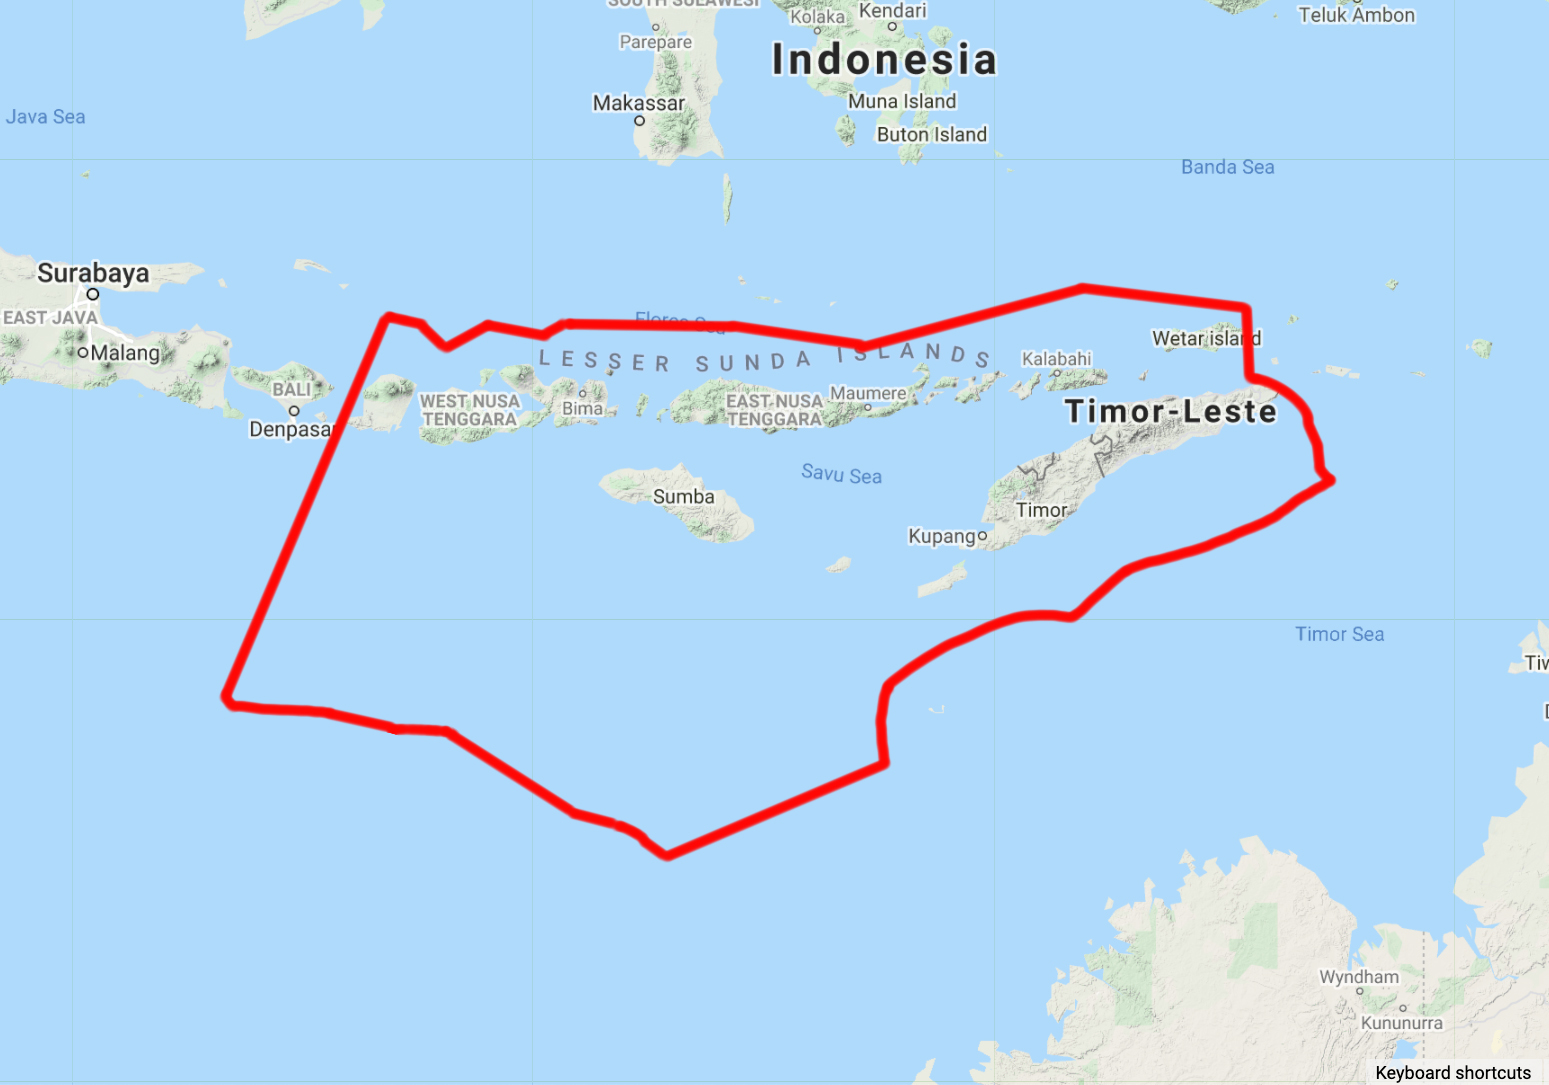 SOUTH SULAWESI
Kolaka
Kendari
Teluk Ambon
Parepare
Indonesia
Makassar
Muna Island
Java Sea
Buton Island
Banda Sea
Surabaya
EAST JAVA
Flores Sea
Malang
Wetar island
LESSER SUNDA ISLANDS
Kalabahi
BALI
WEST NUSA
TENGGARA
Bima
EAST NUSA
TENGGARA
Maumere
Timor-Leste
Denpasar
Savu Sea
Sumba
Timor
Kupang
Timor Sea
Wyndham
Kununurra
Keyboard shortcuts